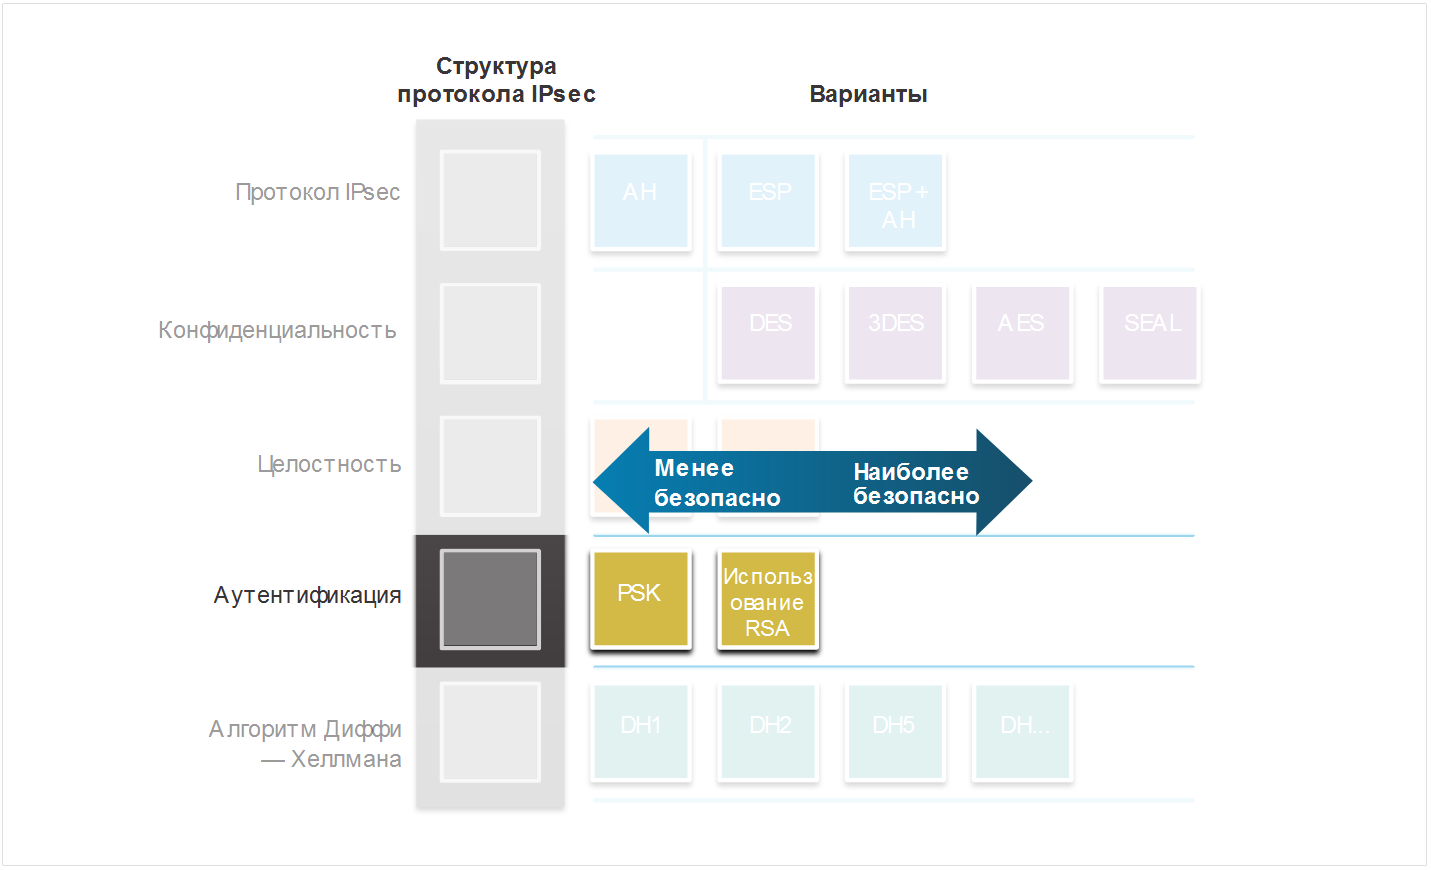 Структура
протокола IPsec
Варианты
Протокол IPsec
AH
ESP
ESP +
AH
Конфиденциальность
DES
3DES
AES
SEAL
Целостность
Менее
безопасно
Наиболее
безопасно
Аутентификация
PSK
Использ
ование
RSA
Алгоритм Диффи
— Хеллмана
DH1
DH2
DH5
DH...